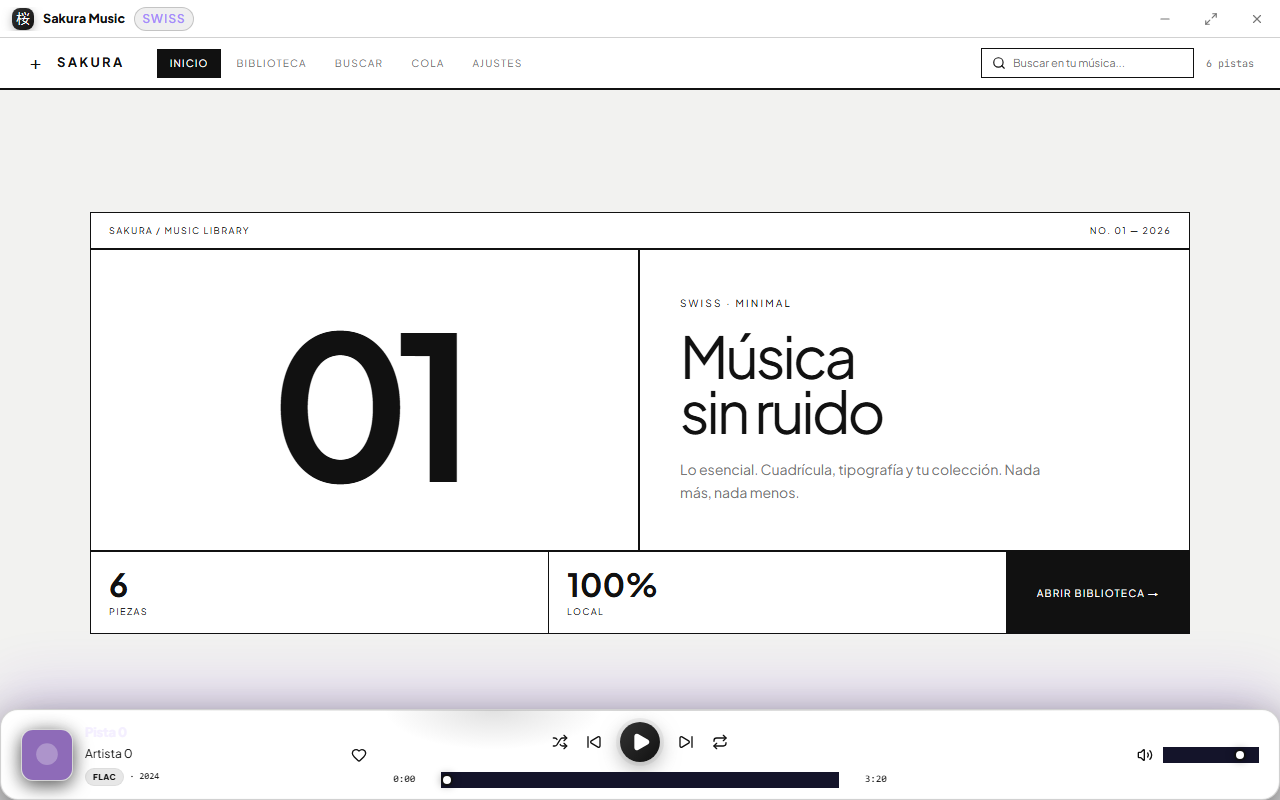 桜 Sakura Music SWISS
+ SAKURA INICIO BIBLIOTECA BUSCAR COLA AJUSTES Buscar en tu música... 6 pistas
SAKURA / MUSIC LIBRARY NO. 01 — 2026
01
SWISS · MINIMAL
Música
sin ruido
Lo esencial. Cuadrícula, tipografía y tu colección. Nada
más, nada menos.
6
PIEZAS
100%
LOCAL
ABRIR BIBLIOTECA →
Pista 0
Artista 0
FLAC · 2024
0:00 3:20